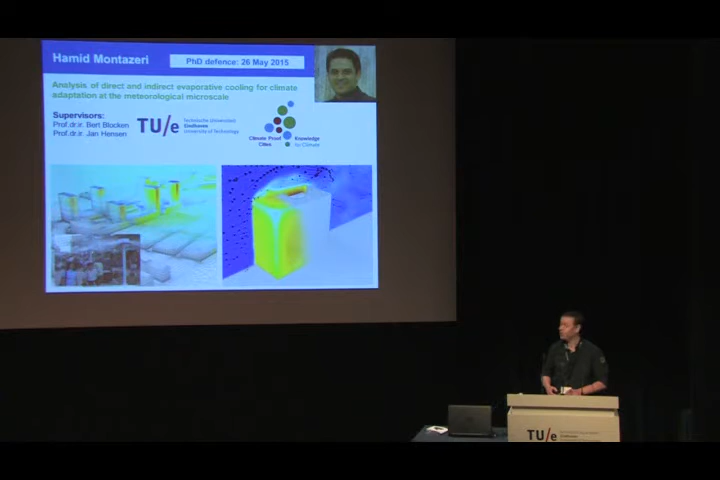 Hamid Montazeri
PhD defence: 26 May 2015
Analysis of direct and indirect evaporative cooling for climate
adaptation at the meteorological microscale
Supervisors:
Prof.dr.ir. Bert Blocken
Prof.dr.ir. Jan Hensen
TU/e
Technische Universiteit
Eindhoven
University of Technology
Climate Proof
Cities
Knowledge
for Climate
TU/e